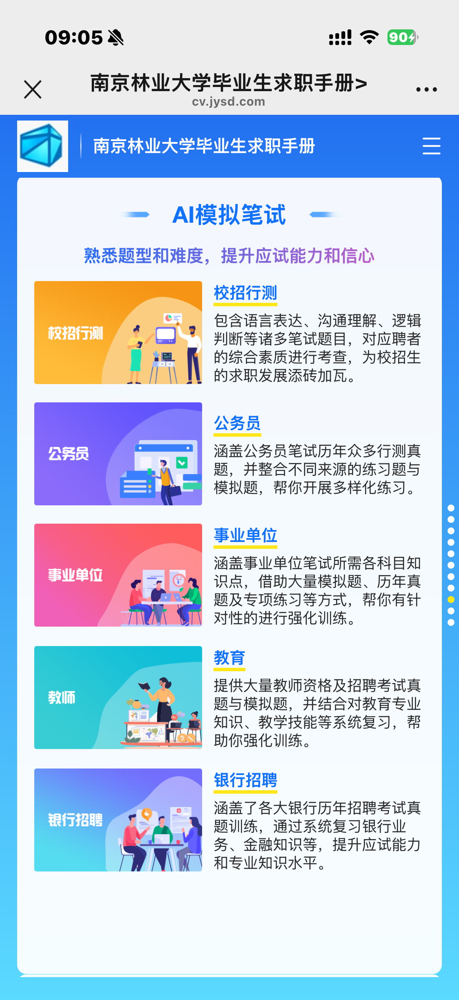 09:05
90
南京林业大学毕业生求职手册>
cv.jysd.com
南京林业大学毕业生求职手册
AI模拟笔试
熟悉题型和难度，提升应试能力和信心
校招行测
校招行测
包含语言表达、沟通理解、逻辑
判断等诸多笔试题目，对应聘者
的综合素质进行考查，为校招生
的求职发展添砖加瓦。
公务员
公务员
涵盖公务员笔试历年众多行测真
题，并整合不同来源的练习题与
模拟题，帮你开展多样化练习。
事业单位
事业单位
涵盖事业单位笔试所需各科目知
识点，借助大量模拟题、历年真
题及专项练习等方式，帮你有针
对性的进行强化训练。
教师
教育
提供大量教师资格及招聘考试真
题与模拟题，并结合对教育专业
知识、教学技能等系统复习，帮
助你强化训练。
银行招聘
银行招聘
涵盖了各大银行历年招聘考试真
题训练，通过系统复习银行业
务、金融知识等，提升应试能力
和专业知识水平。